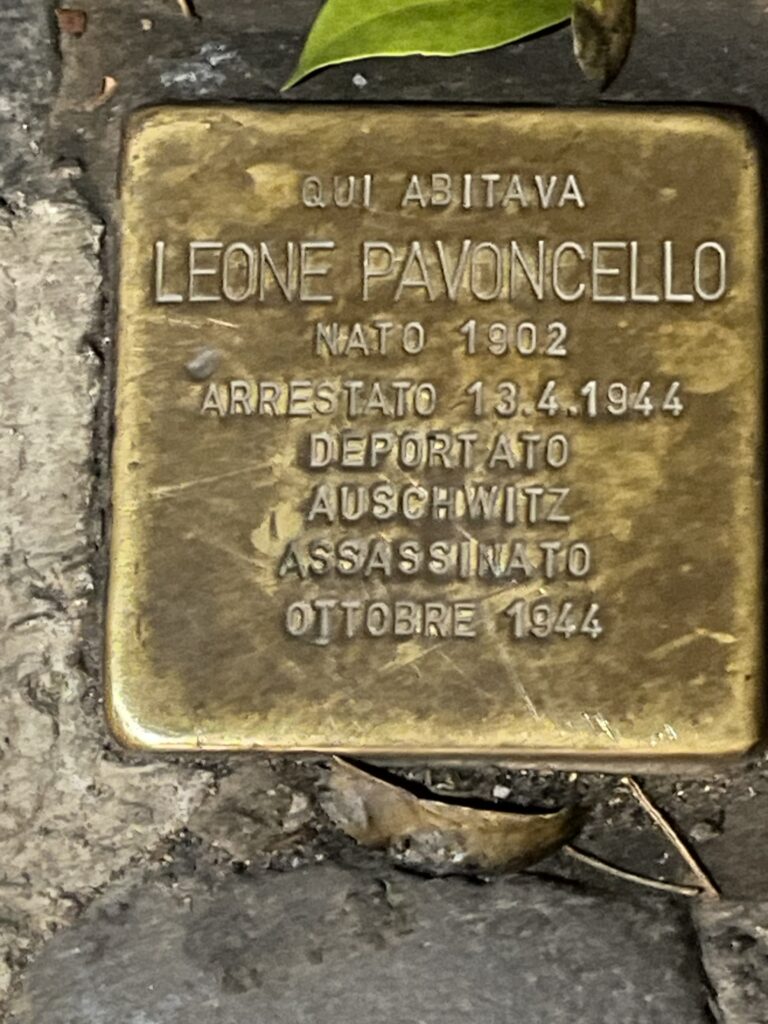 QUI ABITAVA
LEONE PAVONCELLO
NATO 1902
ARRESTATO 13.4.1944
DEPORTATO
AUSCHWITZ
ASSASSINATO
OTTOBRE 1944